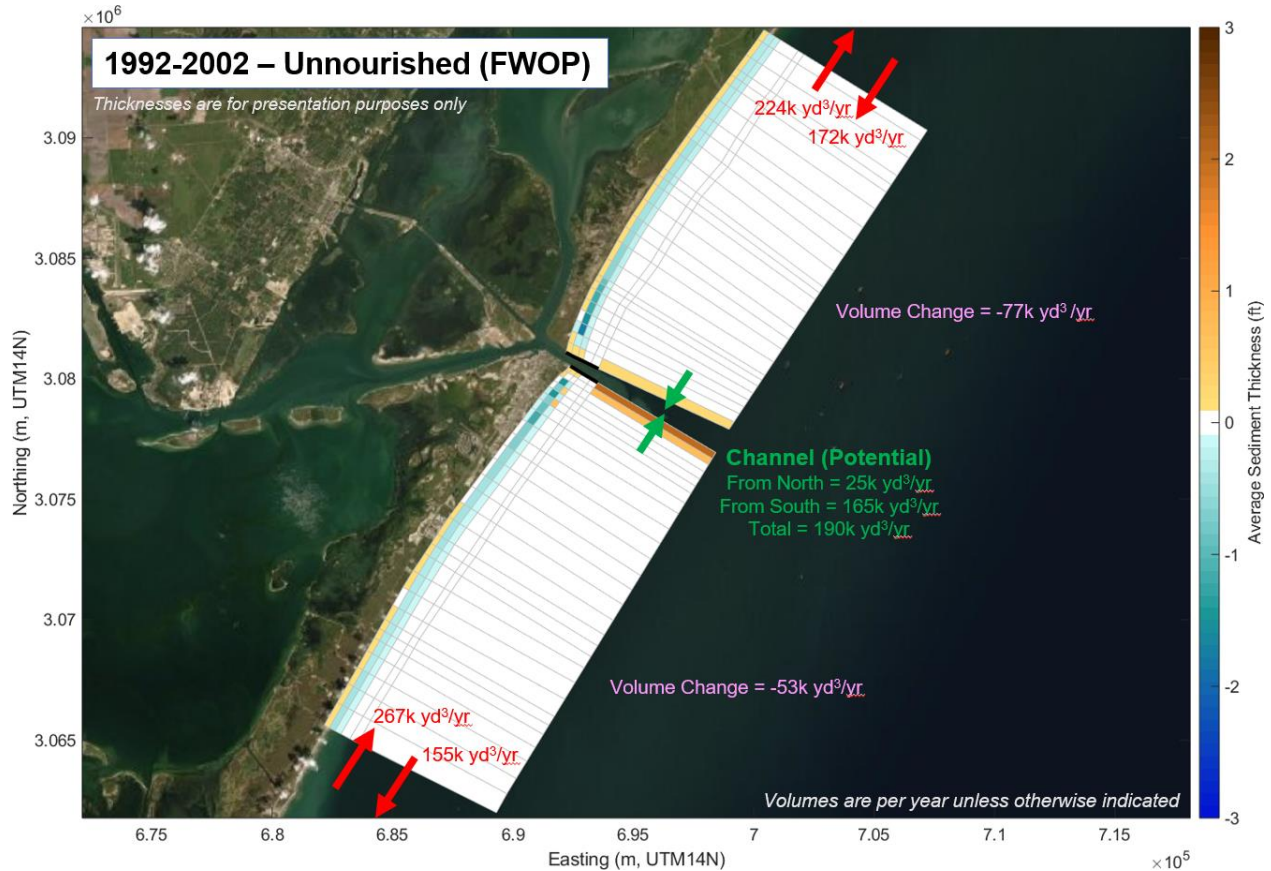 ×10⁶
1992-2002 – Unnourished (FWOP)
Thicknesses are for presentation purposes only
224k yd³/yr
172k yd³/yr
Volume Change = -77k yd³/yr
Channel (Potential)
From North = 25k yd³/yr
From South = 165k yd³/yr
Total = 190k yd³/yr
Volume Change = -53k yd³/yr
267k yd³/yr
155k yd³/yr
Volumes are per year unless otherwise indicated
3.09
3.085
3.08
3.075
3.07
3.065
Northing (m, UTM14N)
6.75
6.8
6.85
6.9
6.95
7
7.05
7.1
7.15
×10⁵
Easting (m, UTM14N)
3
2
1
0
-1
-2
-3
Average Sediment Thickness (ft)